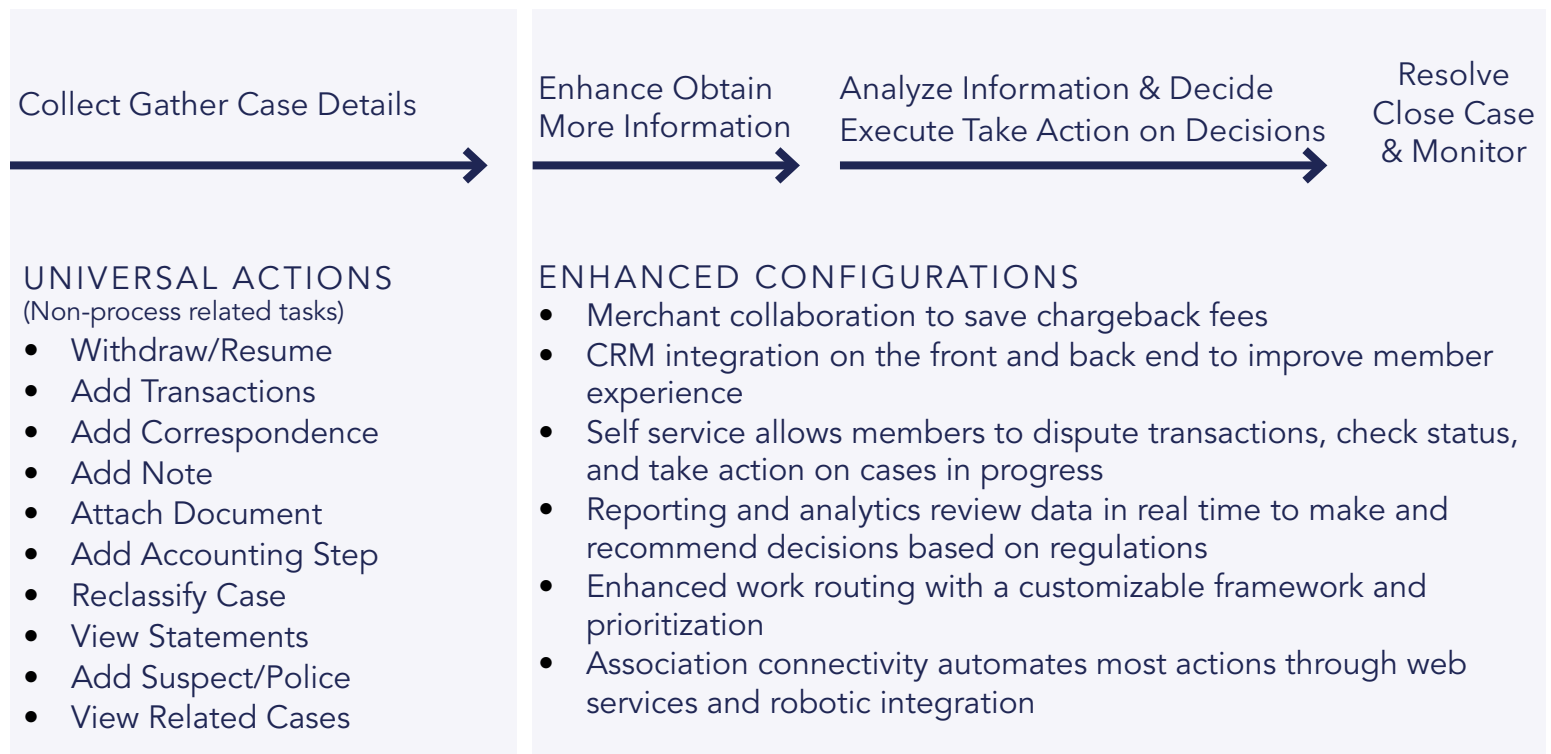 Collect Gather Case Details
Enhance Obtain
More Information
Analyze Information & Decide
Execute Take Action on Decisions
Resolve
Close Case
& Monitor
UNIVERSAL ACTIONS
(Non-process related tasks)
• Withdraw/Resume
• Add Transactions
• Add Correspondence
• Add Note
• Attach Document
• Add Accounting Step
• Reclassify Case
• View Statements
• Add Suspect/Police
• View Related Cases
ENHANCED CONFIGURATIONS
• Merchant collaboration to save chargeback fees
• CRM integration on the front and back end to improve member
experience
• Self service allows members to dispute transactions, check status,
and take action on cases in progress
• Reporting and analytics review data in real time to make and
recommend decisions based on regulations
• Enhanced work routing with a customizable framework and
prioritization
• Association connectivity automates most actions through web
services and robotic integration